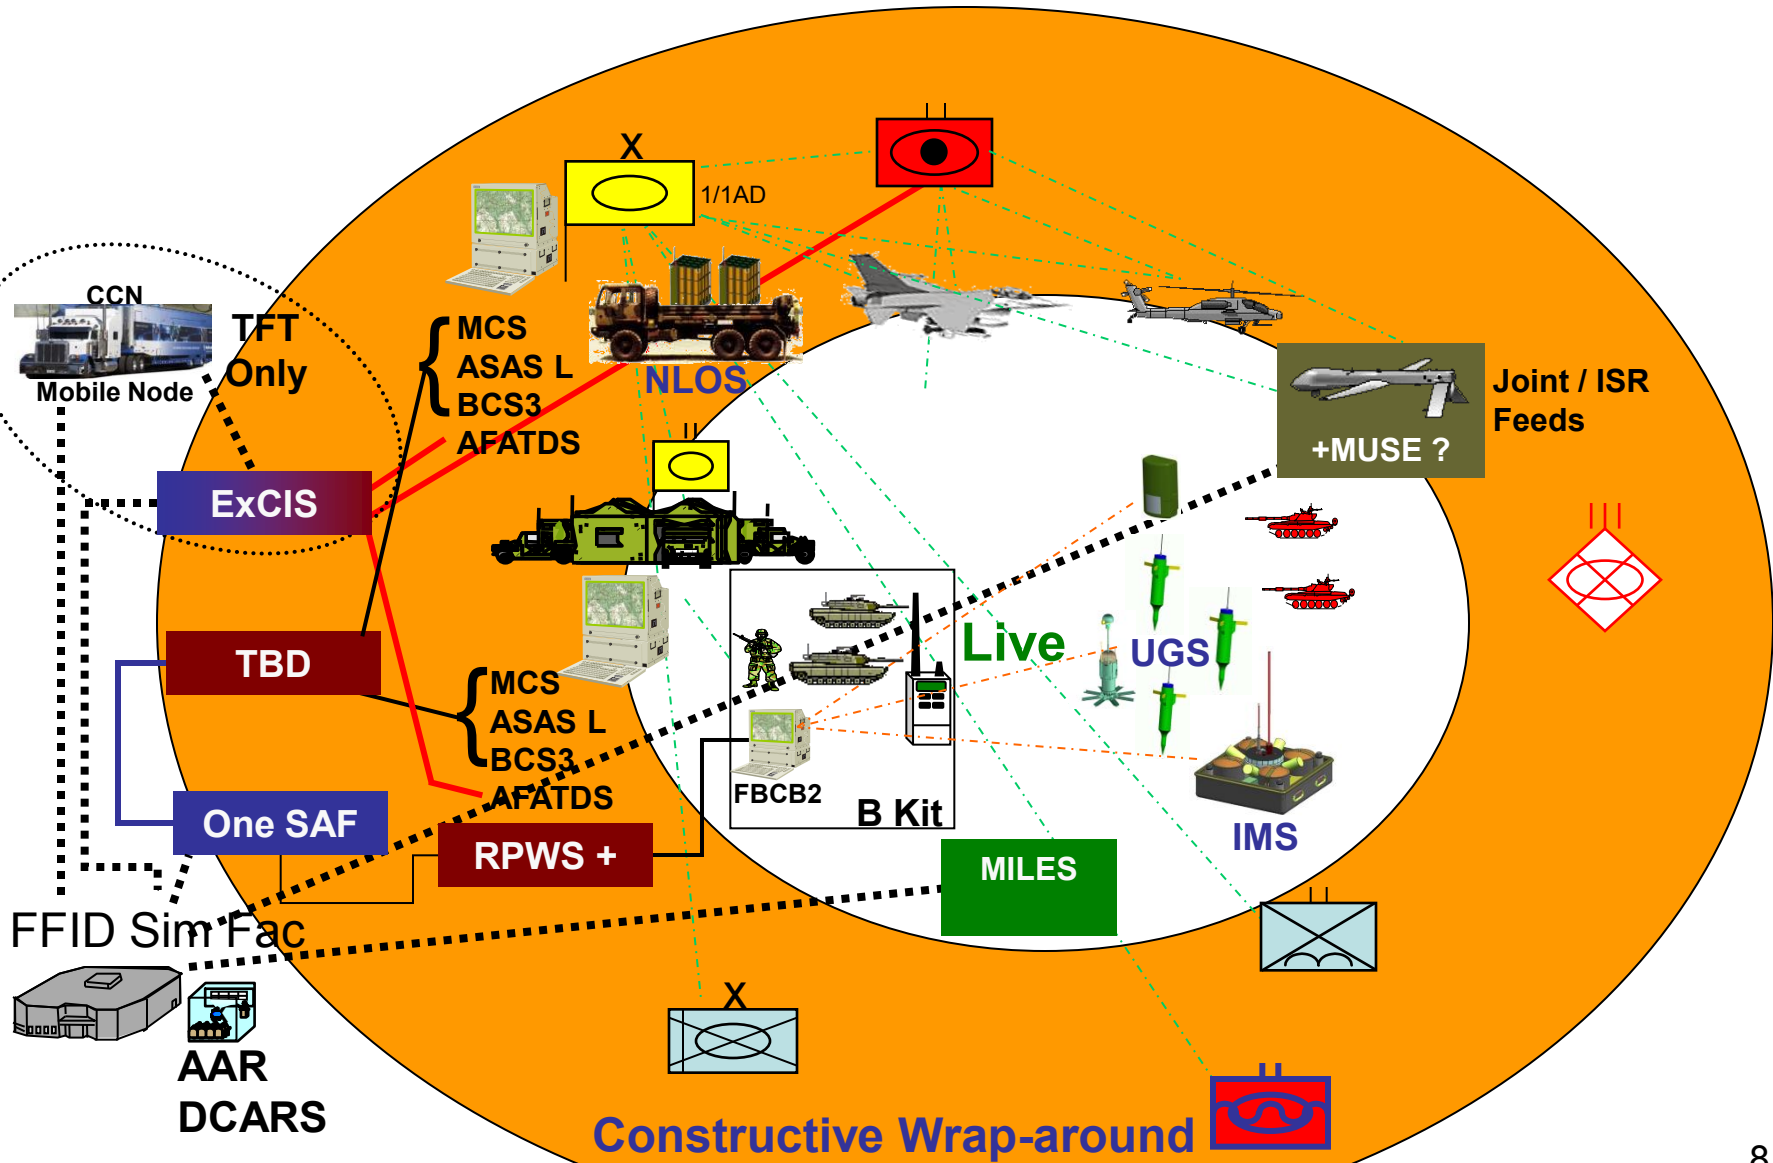 X
1/1AD
CCN
Mobile Node
TFT
Only
MCS
ASAS L
BCS3
AFATDS
NLOS
Joint / ISR
Feeds
+MUSE ?
ExCIS
TBD
MCS
ASAS L
BCS3
AFATDS
One SAF
RPWS +
FBCB2
B Kit
Live
UGS
IMS
MILES
FFID Sim Fac
AAR
DCARS
X
Constructive Wrap-around
8